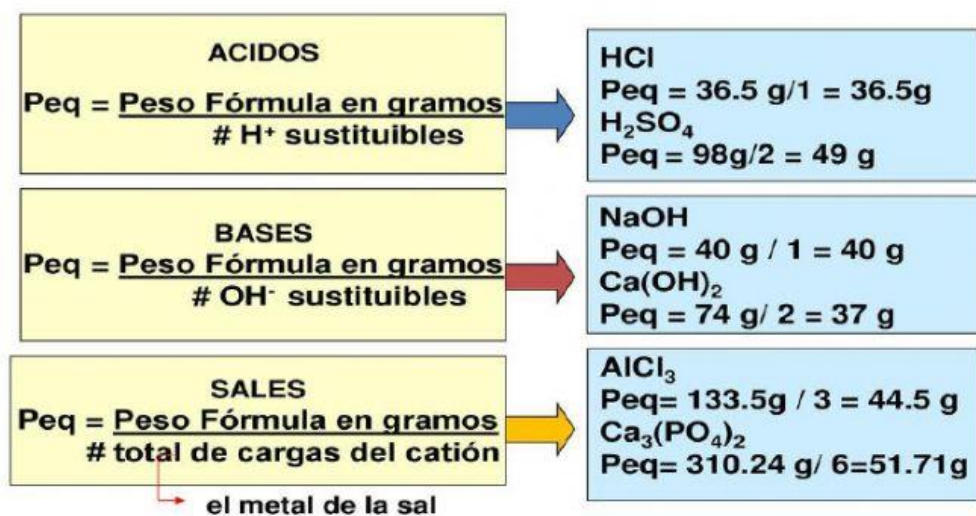 ACIDOS
Peq = Peso Fórmula en gramos
# H⁺ sustituibles
HCl
Peq = 36.5 g/1 = 36.5g
H₂SO₄
Peq = 98g/2 = 49 g
BASES
Peq = Peso Fórmula en gramos
# OH⁻ sustituibles
NaOH
Peq = 40 g / 1 = 40 g
Ca(OH)₂
Peq = 74 g/ 2 = 37 g
SALES
Peq = Peso Fórmula en gramos
# total de cargas del catión
el metal de la sal
AlCl₃
Peq= 133.5g / 3 = 44.5 g
Ca₃(PO₄)₂
Peq= 310.24 g/ 6=51.71g